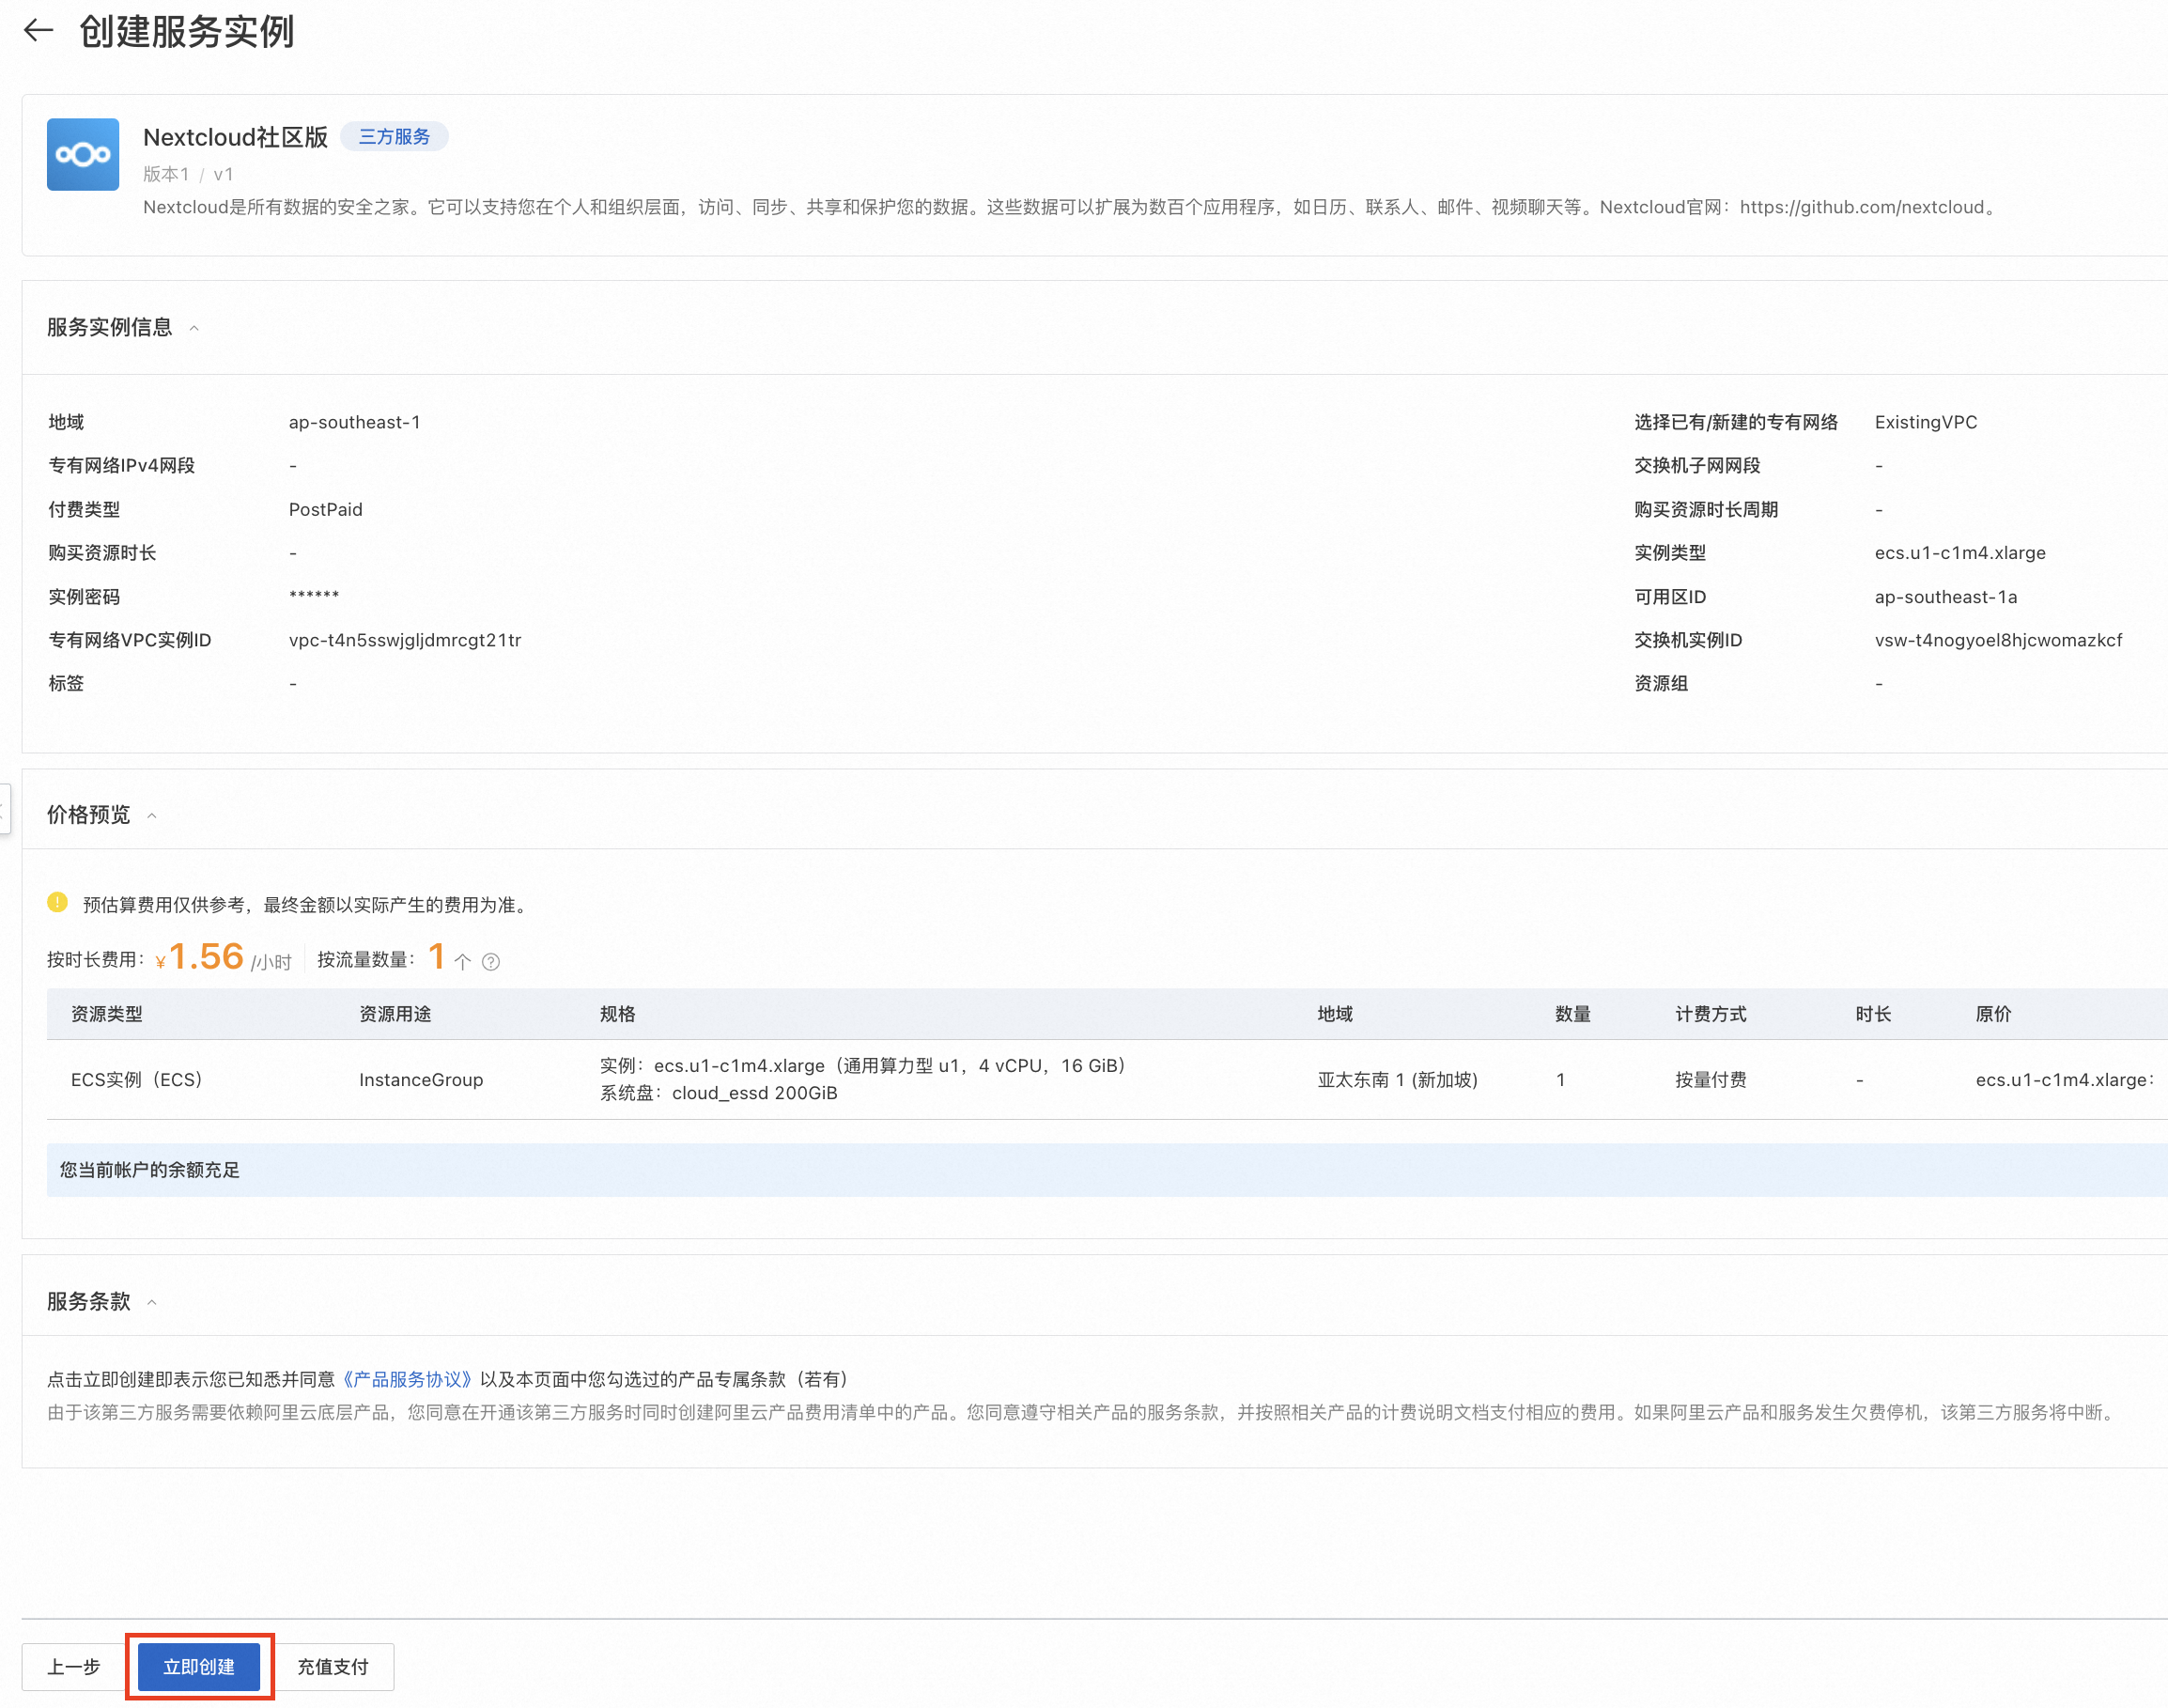 创建服务实例
Nextcloud社区版 三方服务
版本1 / v1
Nextcloud是所有数据的安全之家。它可以支持您在个人和组织层面，访问、同步、共享和保护您的数据。这些数据可以扩展为数百个应用程序，如日历、联系人、邮件、视频聊天等。Nextcloud官网：https://github.com/nextcloud。
服务实例信息
地域 ap-southeast-1 选择已有/新建的专有网络 ExistingVPC
专有网络IPv4网段 - 交换机子网网段 -
付费类型 PostPaid 购买资源时长周期 -
购买资源时长 - 实例类型 ecs.u1-c1m4.xlarge
实例密码 ****** 可用区ID ap-southeast-1a
专有网络VPC实例ID vpc-t4n5sswjgljdmrcgt21tr 交换机实例ID vsw-t4nogyoel8hjcwomazkcf
标签 - 资源组 -
价格预览
预估算费用仅供参考，最终金额以实际产生的费用为准。
按时长费用：¥1.56 /小时 按流量数量：1 个
资源类型 资源用途 规格 地域 数量 计费方式 时长 原价
ECS实例（ECS） InstanceGroup 实例：ecs.u1-c1m4.xlarge（通用算力型 u1，4 vCPU，16 GiB） 亚太东南 1 (新加坡) 1 按量付费 - ecs.u1-c1m4.xlarge：
系统盘：cloud_essd 200GiB
您当前帐户的余额充足
服务条款
点击立即创建即表示您已知悉并同意《产品服务协议》以及本页面中您勾选过的产品专属条款（若有）
由于该第三方服务需要依赖阿里云底层产品，您同意在开通该第三方服务时同时创建阿里云产品费用清单中的产品。您同意遵守相关产品的服务条款，并按照相关产品的计费说明文档支付相应的费用。如果阿里云产品和服务发生欠费停机，该第三方服务将中断。
上一步 立即创建 充值支付